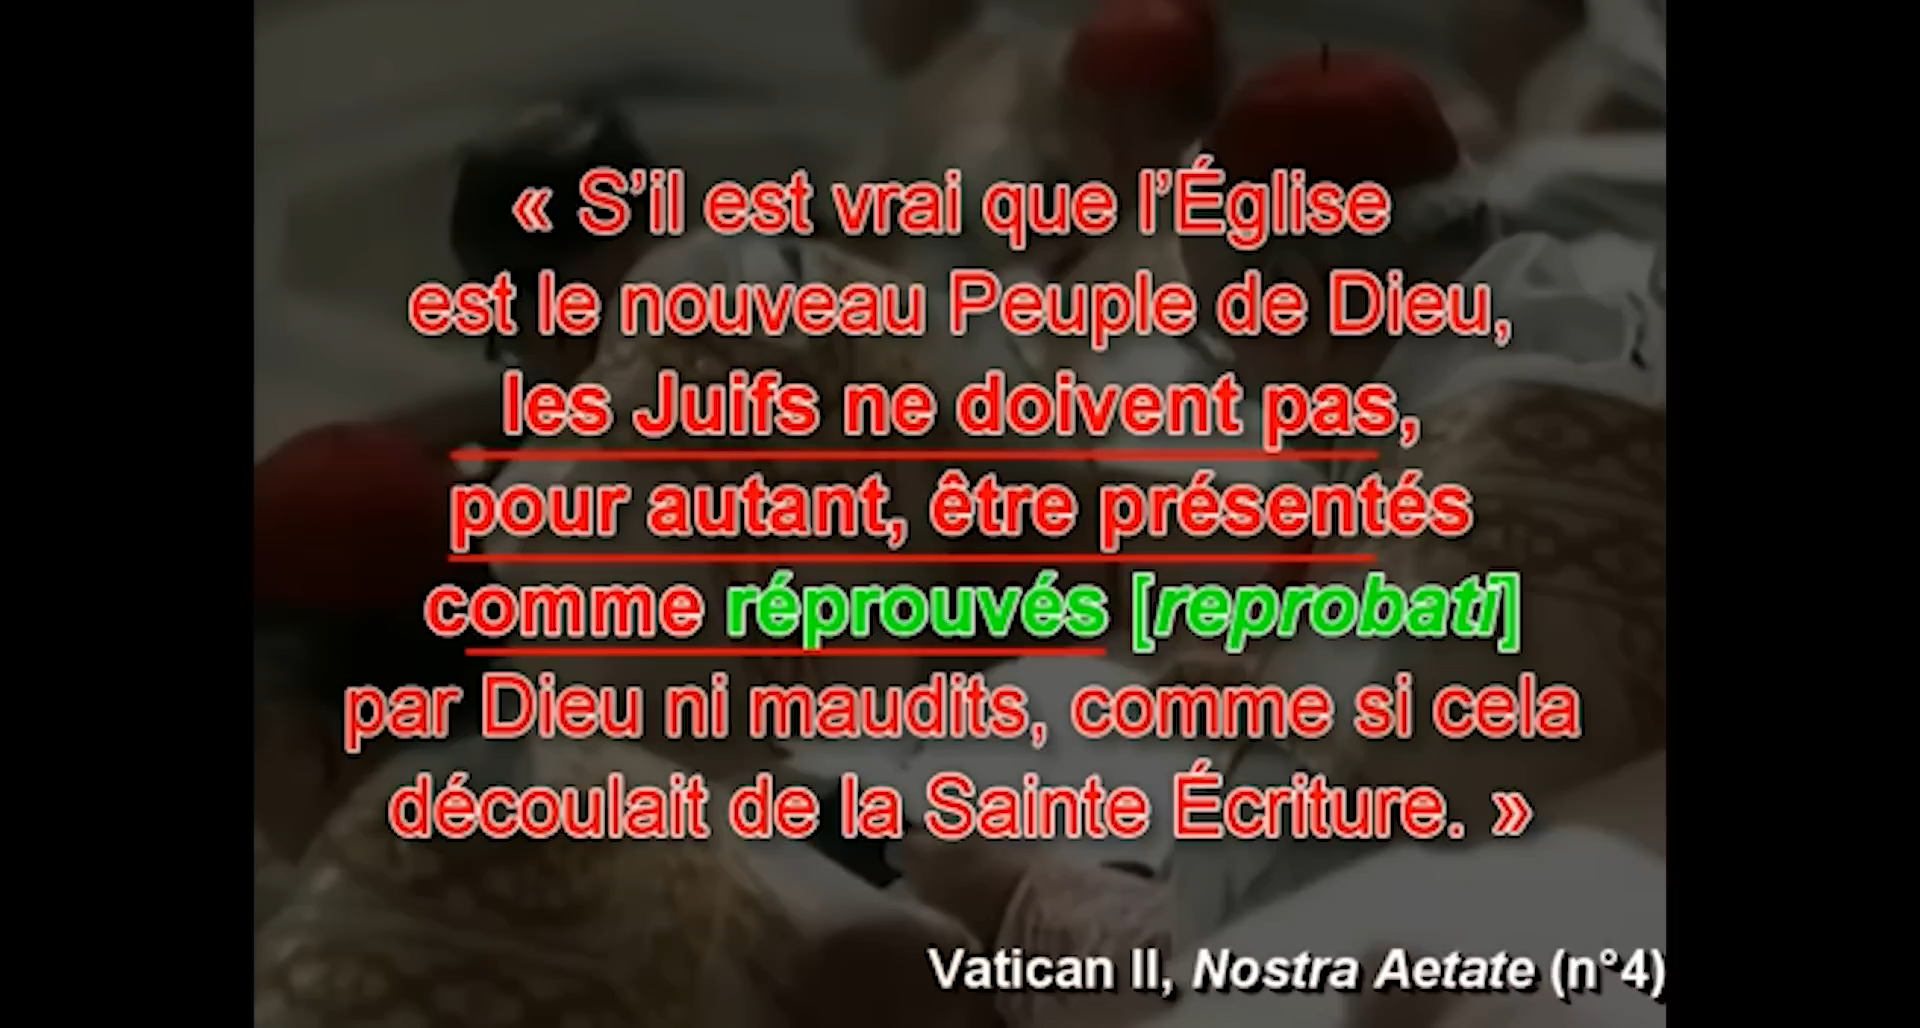 « S’il est vrai que l’Église
est le nouveau Peuple de Dieu,
les Juifs ne doivent pas,
pour autant, être présentés
comme réprouvés [reprobati]
par Dieu ni maudits, comme si cela
découlait de la Sainte Écriture. »
Vatican II, Nostra Aetate (n°4)